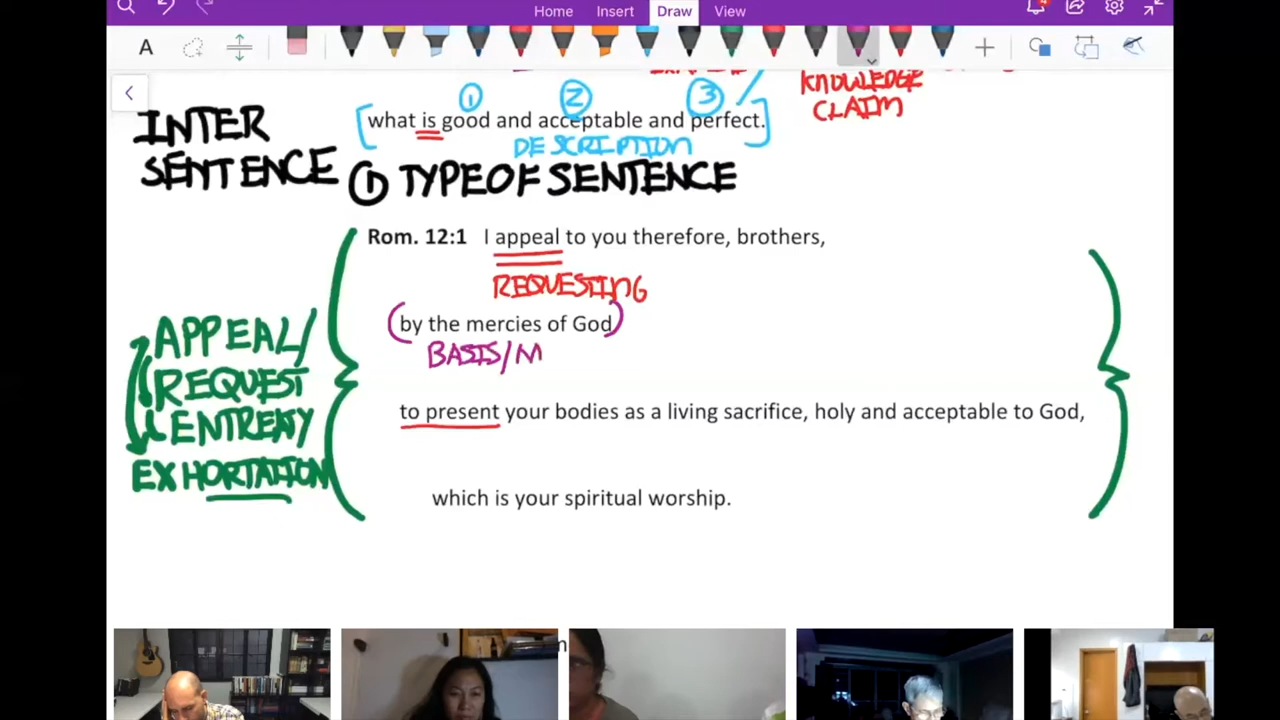 Home Insert Draw View
A
KNOWLEDGE
CLAIM
① ② ③
[what is good and acceptable and perfect.]
DESCRIPTION
INTER
SENTENCE
① TYPE OF SENTENCE
Rom. 12:1 I appeal to you therefore, brothers,
REQUESTING
(by the mercies of God)
BASIS/M
APPEAL/
REQUEST
ENTREATY
EXHORTATION
to present your bodies as a living sacrifice, holy and acceptable to God,
which is your spiritual worship.